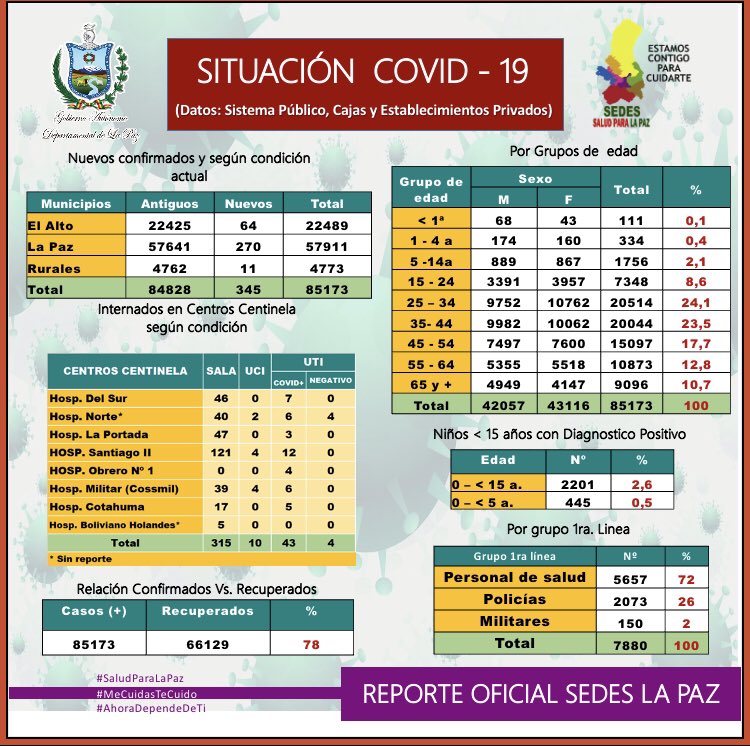 Gobierno Autónomo
Departamental de La Paz
SITUACIÓN COVID - 19
(Datos: Sistema Público, Cajas y Establecimientos Privados)
ESTAMOS
CONTIGO
PARA
CUIDARTE
SEDES
SALUD PARA LA PAZ
Nuevos confirmados y según condición
actual
Municipios Antiguos Nuevos Total
El Alto 22425 64 22489
La Paz 57641 270 57911
Rurales 4762 11 4773
Total 84828 345 85173
Internados en Centros Centinela
según condición
CENTROS CENTINELA SALA UCI UTI
COVID+ NEGATIVO
Hosp. Del Sur 46 0 7 0
Hosp. Norte* 40 2 6 4
Hosp. La Portada 47 0 3 0
HOSP. Santiago II 121 4 12 0
HOSP. Obrero Nº 1 0 0 4 0
Hosp. Militar (Cossmil) 39 4 6 0
Hosp. Cotahuma 17 0 5 0
Hosp. Boliviano Holandes* 5 0 0 0
Total 315 10 43 4
* Sin reporte
Relación Confirmados Vs. Recuperados
Casos (+) Recuperados %
85173 66129 78
#SaludParaLaPaz
#MeCuidasTeCuido
#AhoraDependeDeTi
Por Grupos de edad
Grupo de edad Sexo Total %
M F
< 1ª 68 43 111 0,1
1 - 4 a 174 160 334 0,4
5 -14a 889 867 1756 2,1
15 - 24 3391 3957 7348 8,6
25 – 34 9752 10762 20514 24,1
35- 44 9982 10062 20044 23,5
45 - 54 7497 7600 15097 17,7
55 - 64 5355 5518 10873 12,8
65 y + 4949 4147 9096 10,7
Total 42057 43116 85173 100
Niños < 15 años con Diagnostico Positivo
Edad Nº %
0 – < 15 a. 2201 2,6
0 – < 5 a. 445 0,5
Por grupo 1ra. Linea
Grupo 1ra línea Nº %
Personal de salud 5657 72
Policías 2073 26
Militares 150 2
Total 7880 100
REPORTE OFICIAL SEDES LA PAZ